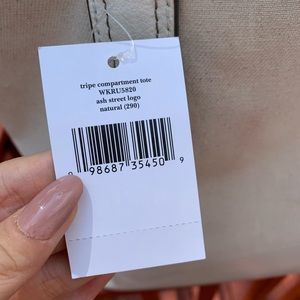 tripe compartment tote
WKRU5820
ash street logo
natural (290)
0 98687 35450 9